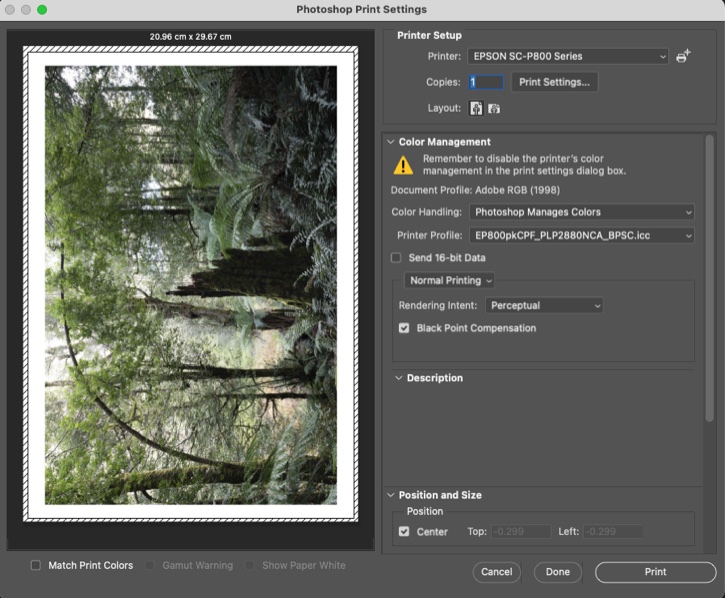 Photoshop Print Settings
20.96 cm x 29.67 cm
Printer Setup
Printer: EPSON SC-P800 Series
Copies: 1 Print Settings...
Layout:
Color Management
Remember to disable the printer's color
management in the print settings dialog box.
Document Profile: Adobe RGB (1998)
Color Handling: Photoshop Manages Colors
Printer Profile: EP800pkCPF_PLP2880NCA_BPSC.icc
Send 16-bit Data
Normal Printing
Rendering Intent: Perceptual
Black Point Compensation
Description
Position and Size
Position
Center Top: -0.299 Left: -0.299
Match Print Colors Gamut Warning Show Paper White
Cancel Done Print